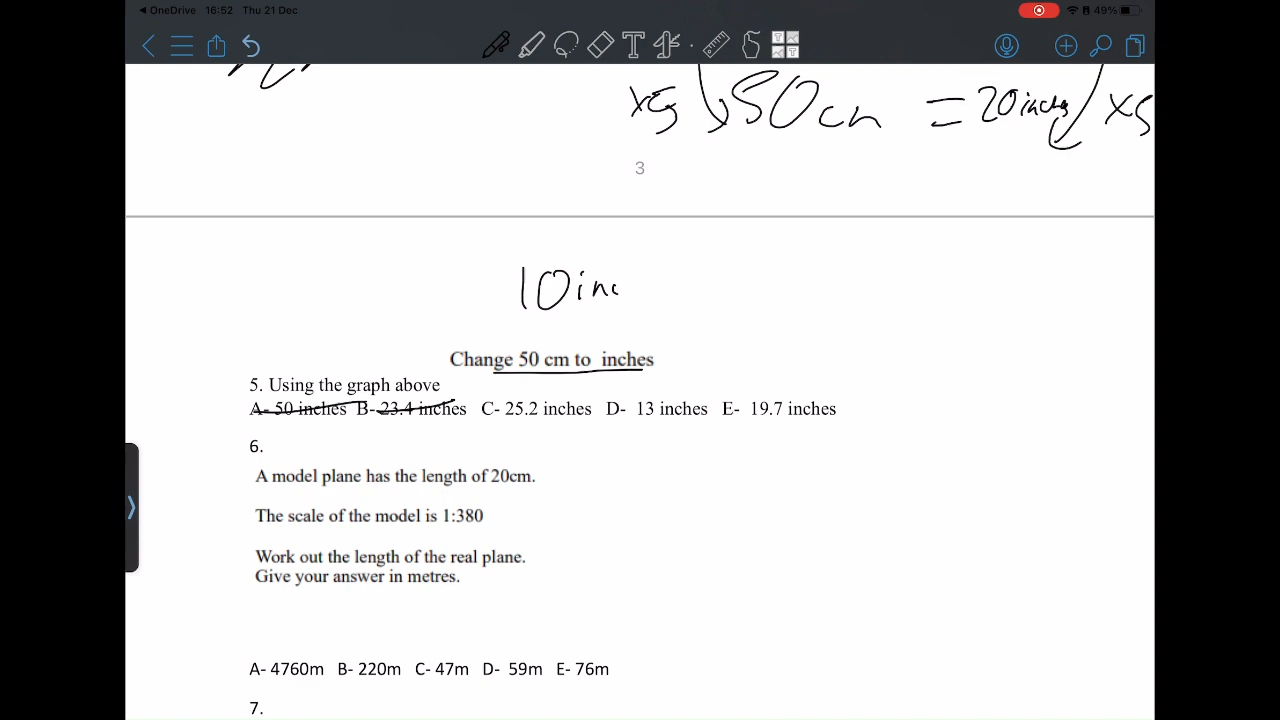 OneDrive 16:52 Thu 21 Dec 49%
x5 50cm = 20inches x5
3
10inc
Change 50 cm to inches
5. Using the graph above
A- 50 inches B- 23.4 inches C- 25.2 inches D- 13 inches E- 19.7 inches
6.
A model plane has the length of 20cm.
The scale of the model is 1:380
Work out the length of the real plane.
Give your answer in metres.
A- 4760m B- 220m C- 47m D- 59m E- 76m
7.